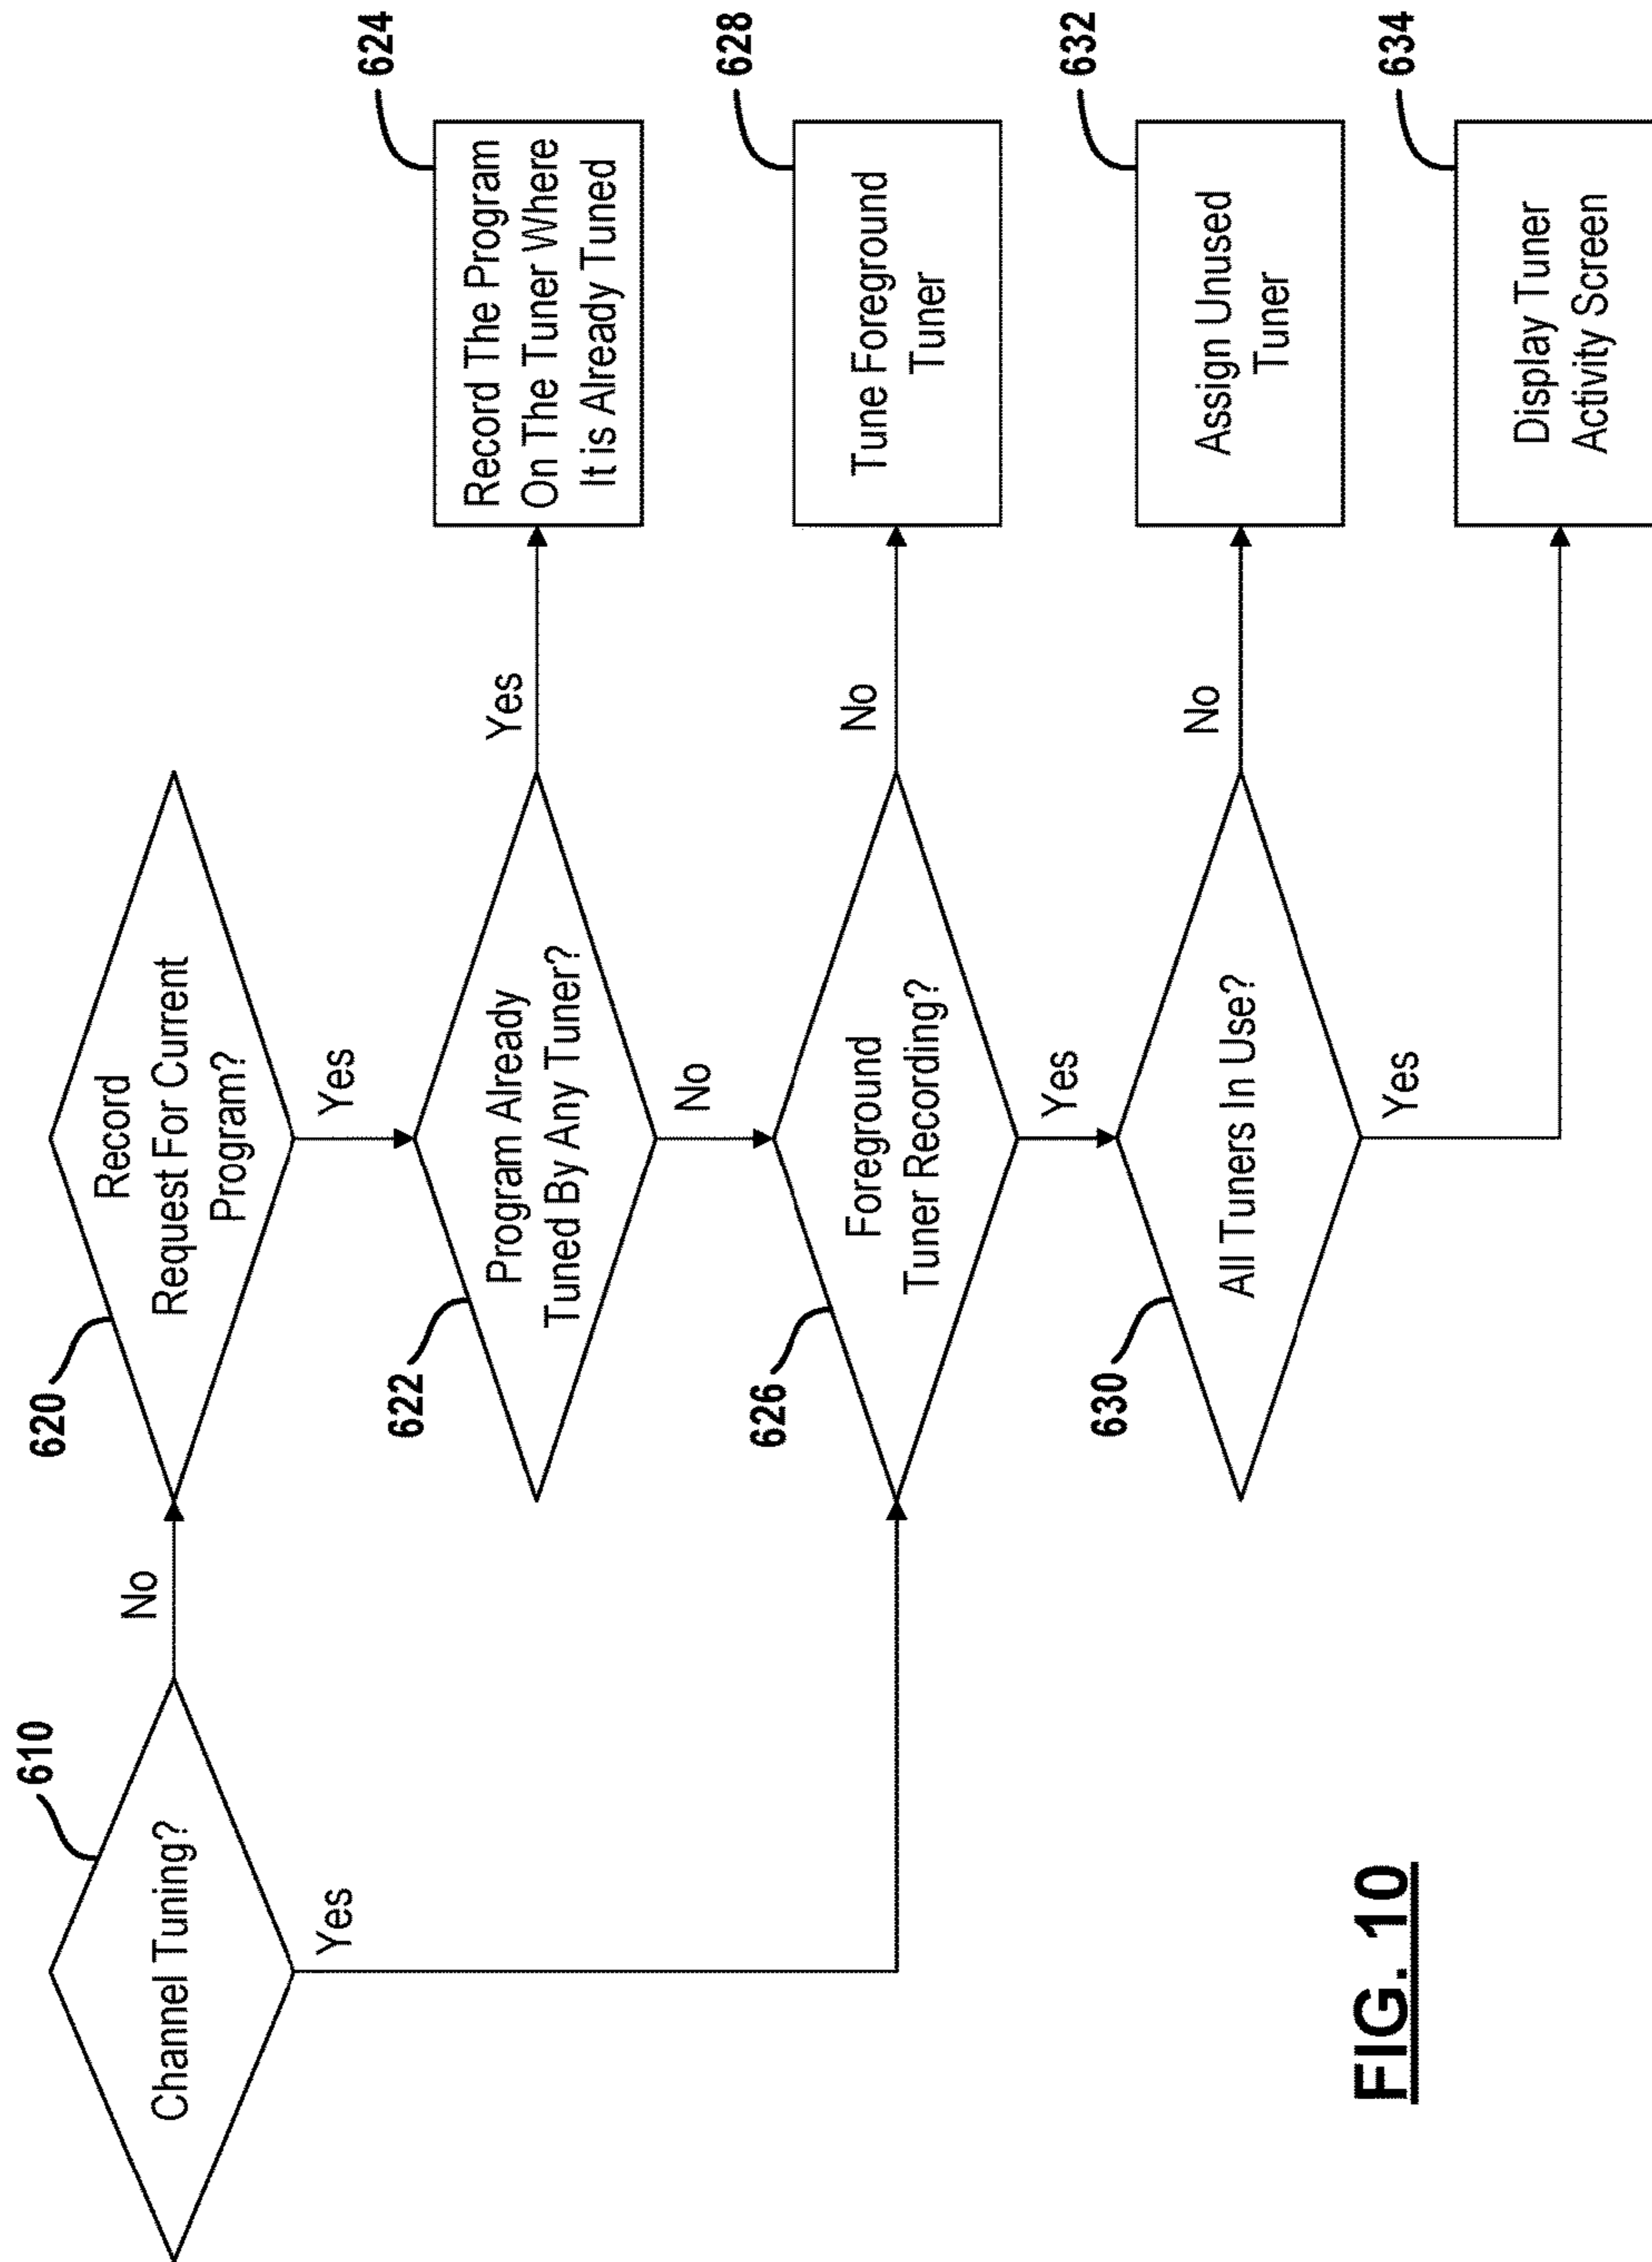 610
Channel Tuning?
No
Yes
620
Record
Request For Current
Program?
Yes
622
Program Already
Tuned By Any Tuner?
Yes
No
624
Record The Program
On The Tuner Where
It is Already Tuned
626
Foreground
Tuner Recording?
No
Yes
628
Tune Foreground
Tuner
630
All Tuners In Use?
No
Yes
632
Assign Unused
Tuner
634
Display Tuner
Activity Screen
FIG. 10